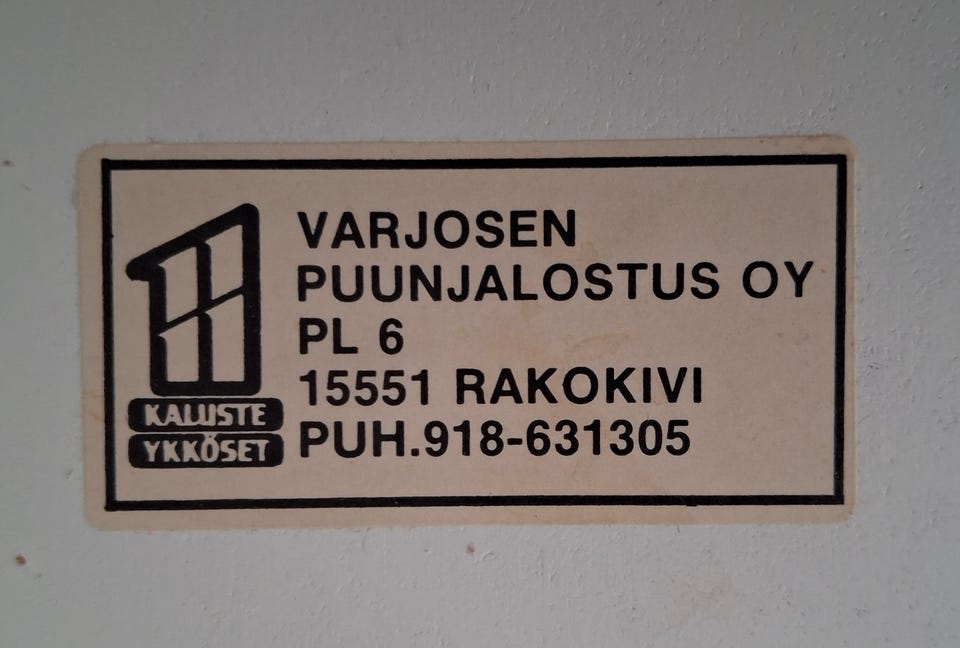 VARJOSEN
PUUNJALOSTUS OY
PL 6
15551 RAKOKIVI
PUH.918-631305
KALUSTE
YKKÖSET